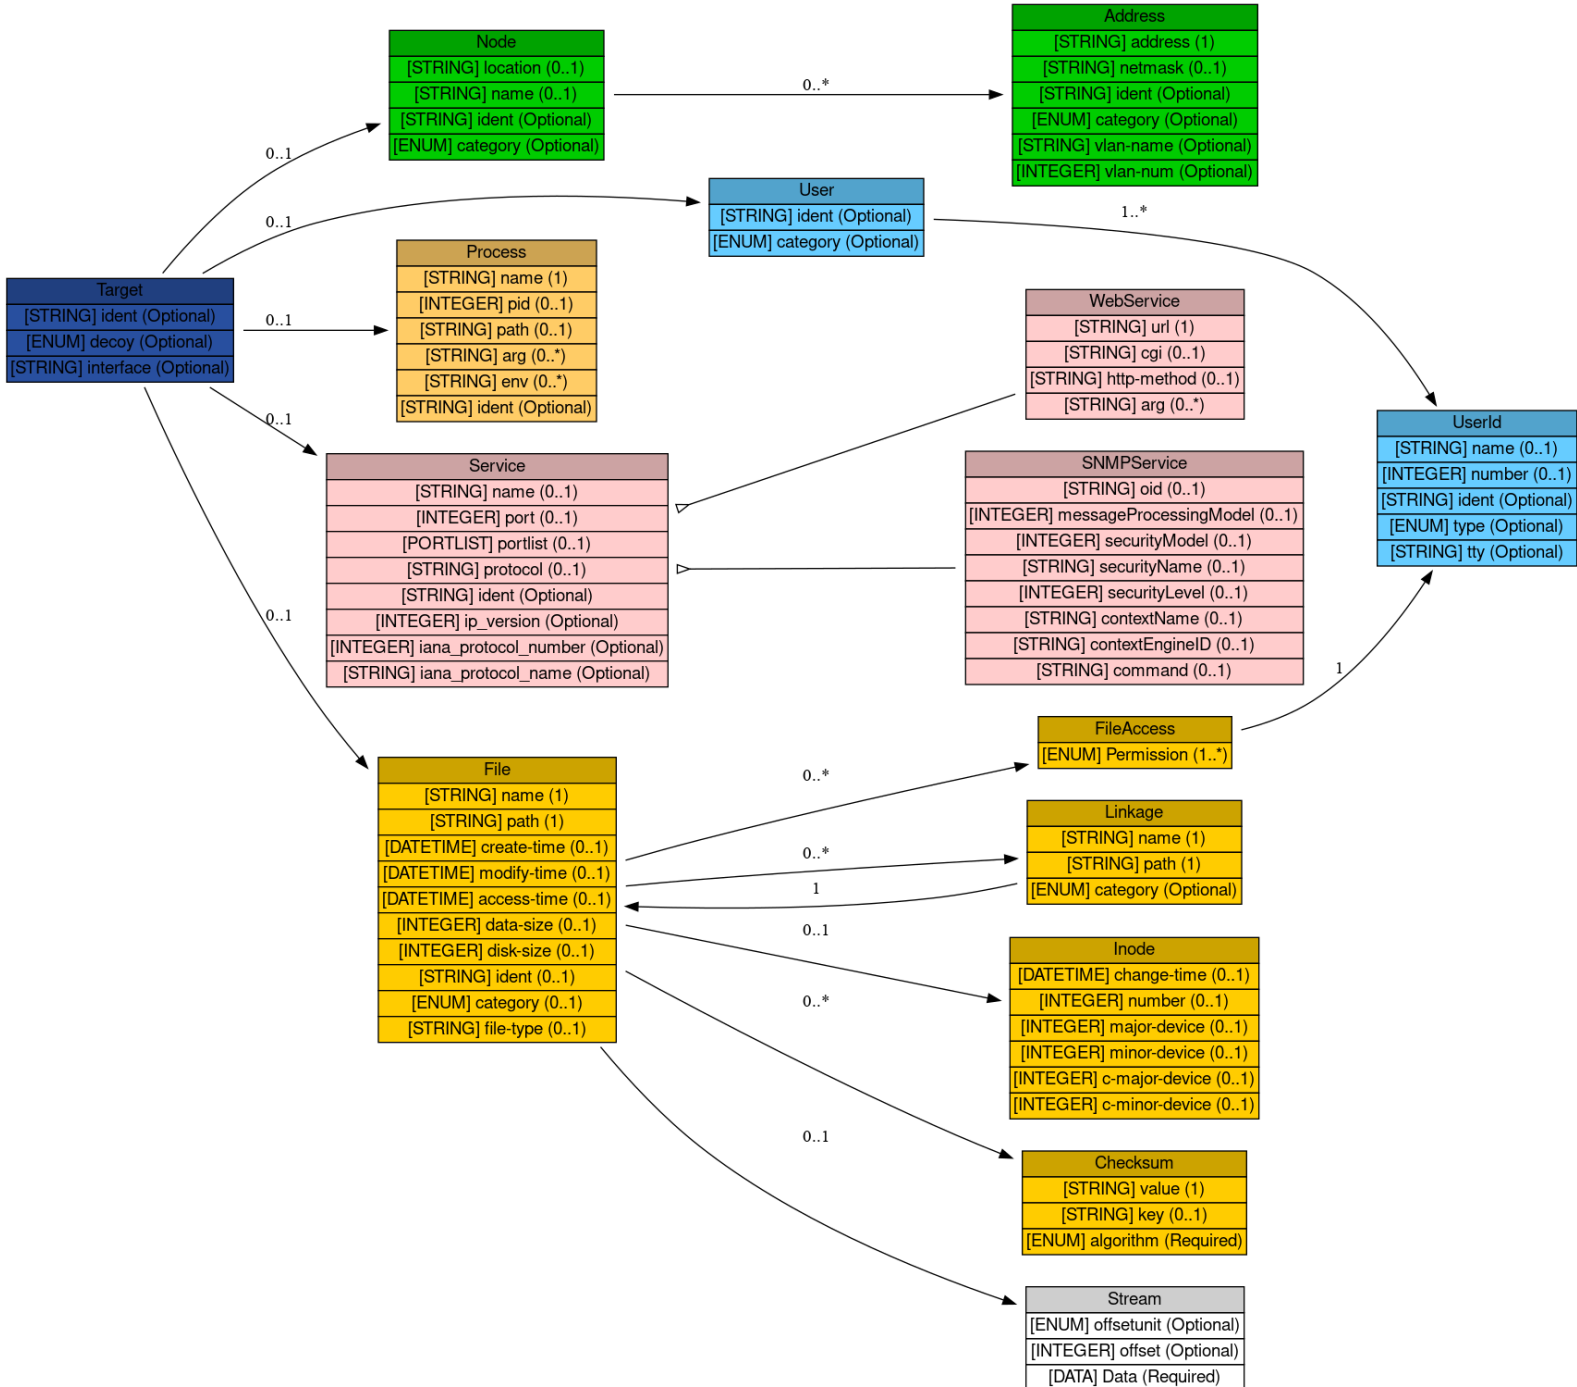 Target
[STRING] ident (Optional)
[ENUM] decoy (Optional)
[STRING] interface (Optional)
0..1
0..1
0..1
0..1
0..1
Node
[STRING] location (0..1)
[STRING] name (0..1)
[STRING] ident (Optional)
[ENUM] category (Optional)
0..*
Address
[STRING] address (1)
[STRING] netmask (0..1)
[STRING] ident (Optional)
[ENUM] category (Optional)
[STRING] vlan-name (Optional)
[INTEGER] vlan-num (Optional)
User
[STRING] ident (Optional)
[ENUM] category (Optional)
1..*
Process
[STRING] name (1)
[INTEGER] pid (0..1)
[STRING] path (0..1)
[STRING] arg (0..*)
[STRING] env (0..*)
[STRING] ident (Optional)
WebService
[STRING] url (1)
[STRING] cgi (0..1)
[STRING] http-method (0..1)
[STRING] arg (0..*)
UserId
[STRING] name (0..1)
[INTEGER] number (0..1)
[STRING] ident (Optional)
[ENUM] type (Optional)
[STRING] tty (Optional)
Service
[STRING] name (0..1)
[INTEGER] port (0..1)
[PORTLIST] portlist (0..1)
[STRING] protocol (0..1)
[STRING] ident (Optional)
[INTEGER] ip_version (Optional)
[INTEGER] iana_protocol_number (Optional)
[STRING] iana_protocol_name (Optional)
SNMPService
[STRING] oid (0..1)
[INTEGER] messageProcessingModel (0..1)
[INTEGER] securityModel (0..1)
[STRING] securityName (0..1)
[INTEGER] securityLevel (0..1)
[STRING] contextName (0..1)
[STRING] contextEngineID (0..1)
[STRING] command (0..1)
1
FileAccess
[ENUM] Permission (1..*)
File
[STRING] name (1)
[STRING] path (1)
[DATETIME] create-time (0..1)
[DATETIME] modify-time (0..1)
[DATETIME] access-time (0..1)
[INTEGER] data-size (0..1)
[INTEGER] disk-size (0..1)
[STRING] ident (0..1)
[ENUM] category (0..1)
[STRING] file-type (0..1)
0..*
0..*
1
0..1
0..*
0..1
Linkage
[STRING] name (1)
[STRING] path (1)
[ENUM] category (Optional)
Inode
[DATETIME] change-time (0..1)
[INTEGER] number (0..1)
[INTEGER] major-device (0..1)
[INTEGER] minor-device (0..1)
[INTEGER] c-major-device (0..1)
[INTEGER] c-minor-device (0..1)
Checksum
[STRING] value (1)
[STRING] key (0..1)
[ENUM] algorithm (Required)
Stream
[ENUM] offsetunit (Optional)
[INTEGER] offset (Optional)
[DATA] Data (Required)